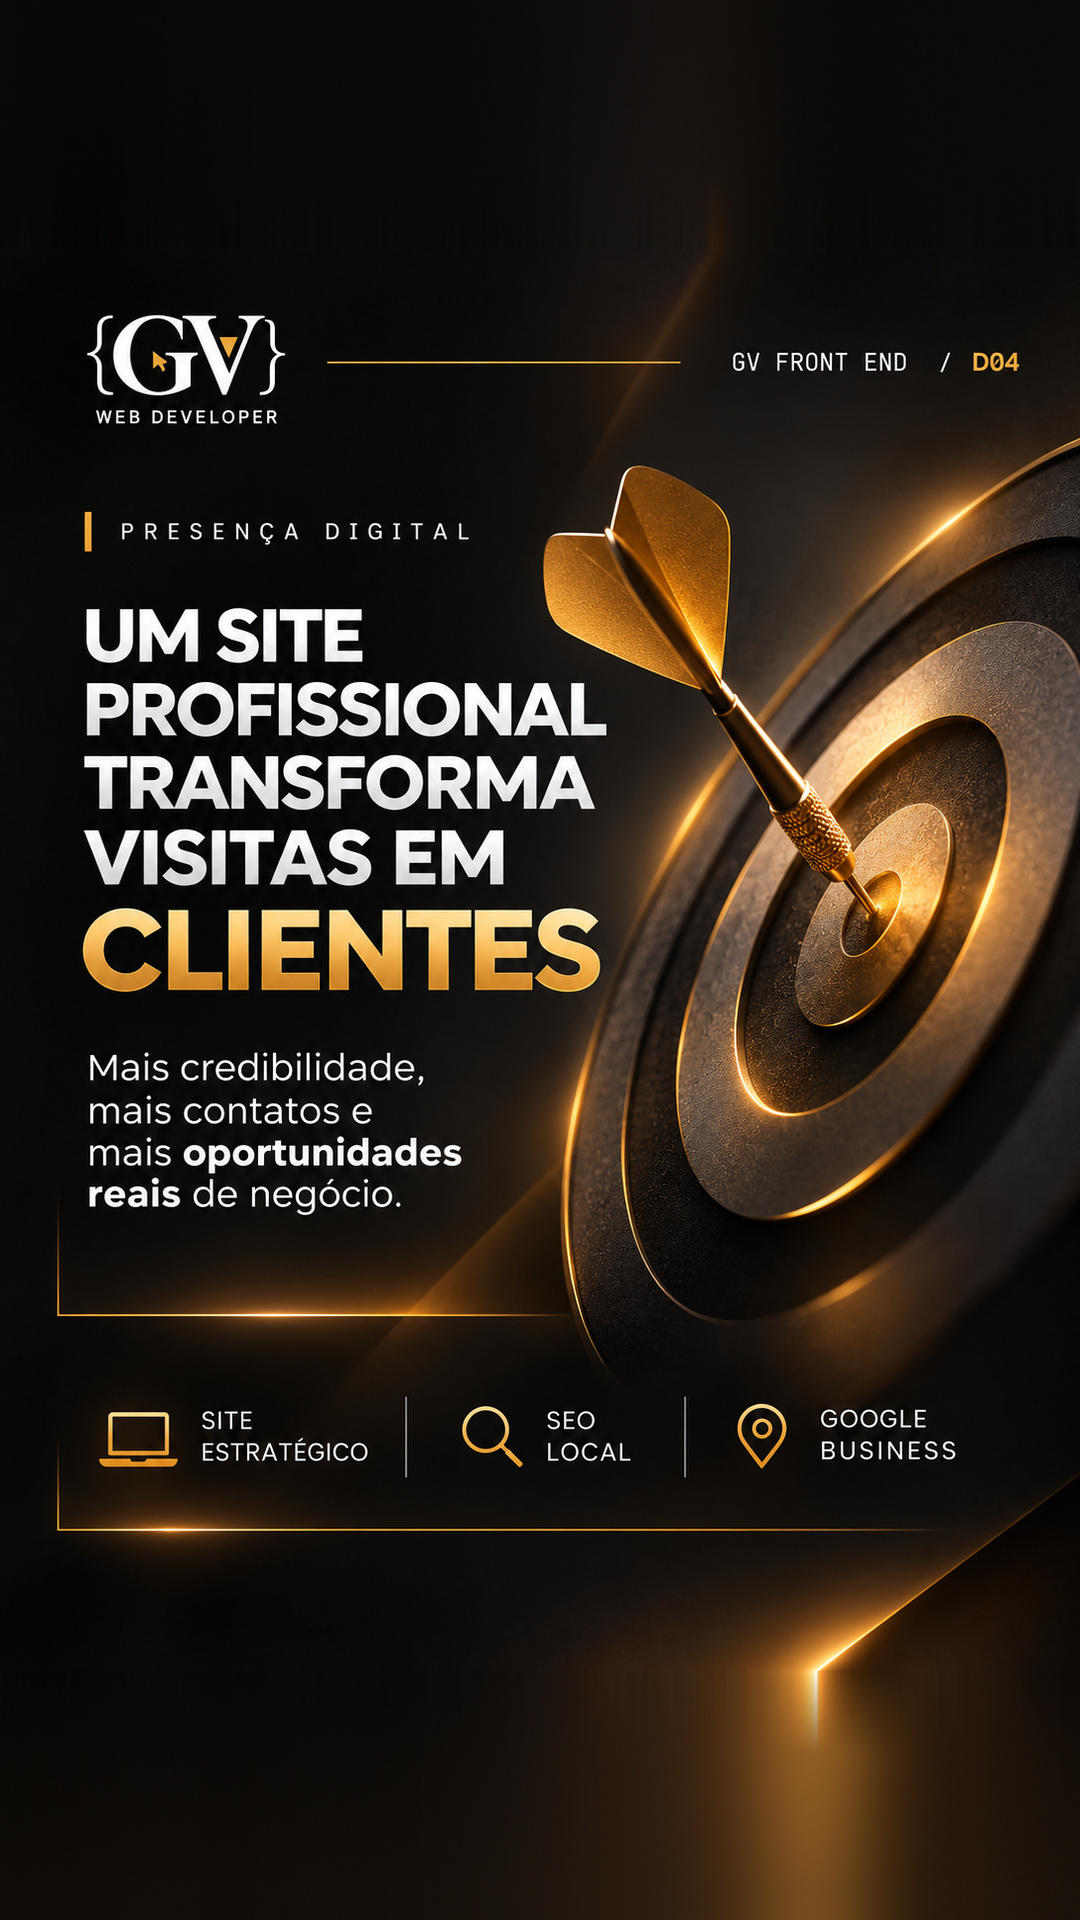 {GV}
WEB DEVELOPER
GV FRONT END / D04
PRESENÇA DIGITAL
UM SITE
PROFISSIONAL
TRANSFORMA
VISITAS EM
CLIENTES
Mais credibilidade,
mais contatos e
mais oportunidades
reais de negócio.
SITE
ESTRATÉGICO
SEO
LOCAL
GOOGLE
BUSINESS